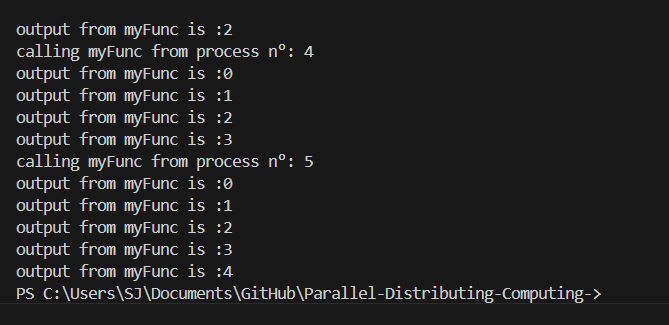 output from myFunc is :2
calling myFunc from process n°: 4
output from myFunc is :0
output from myFunc is :1
output from myFunc is :2
output from myFunc is :3
calling myFunc from process n°: 5
output from myFunc is :0
output from myFunc is :1
output from myFunc is :2
output from myFunc is :3
output from myFunc is :4
PS C:\Users\SJ\Documents\GitHub\Parallel-Distributing-Computing->